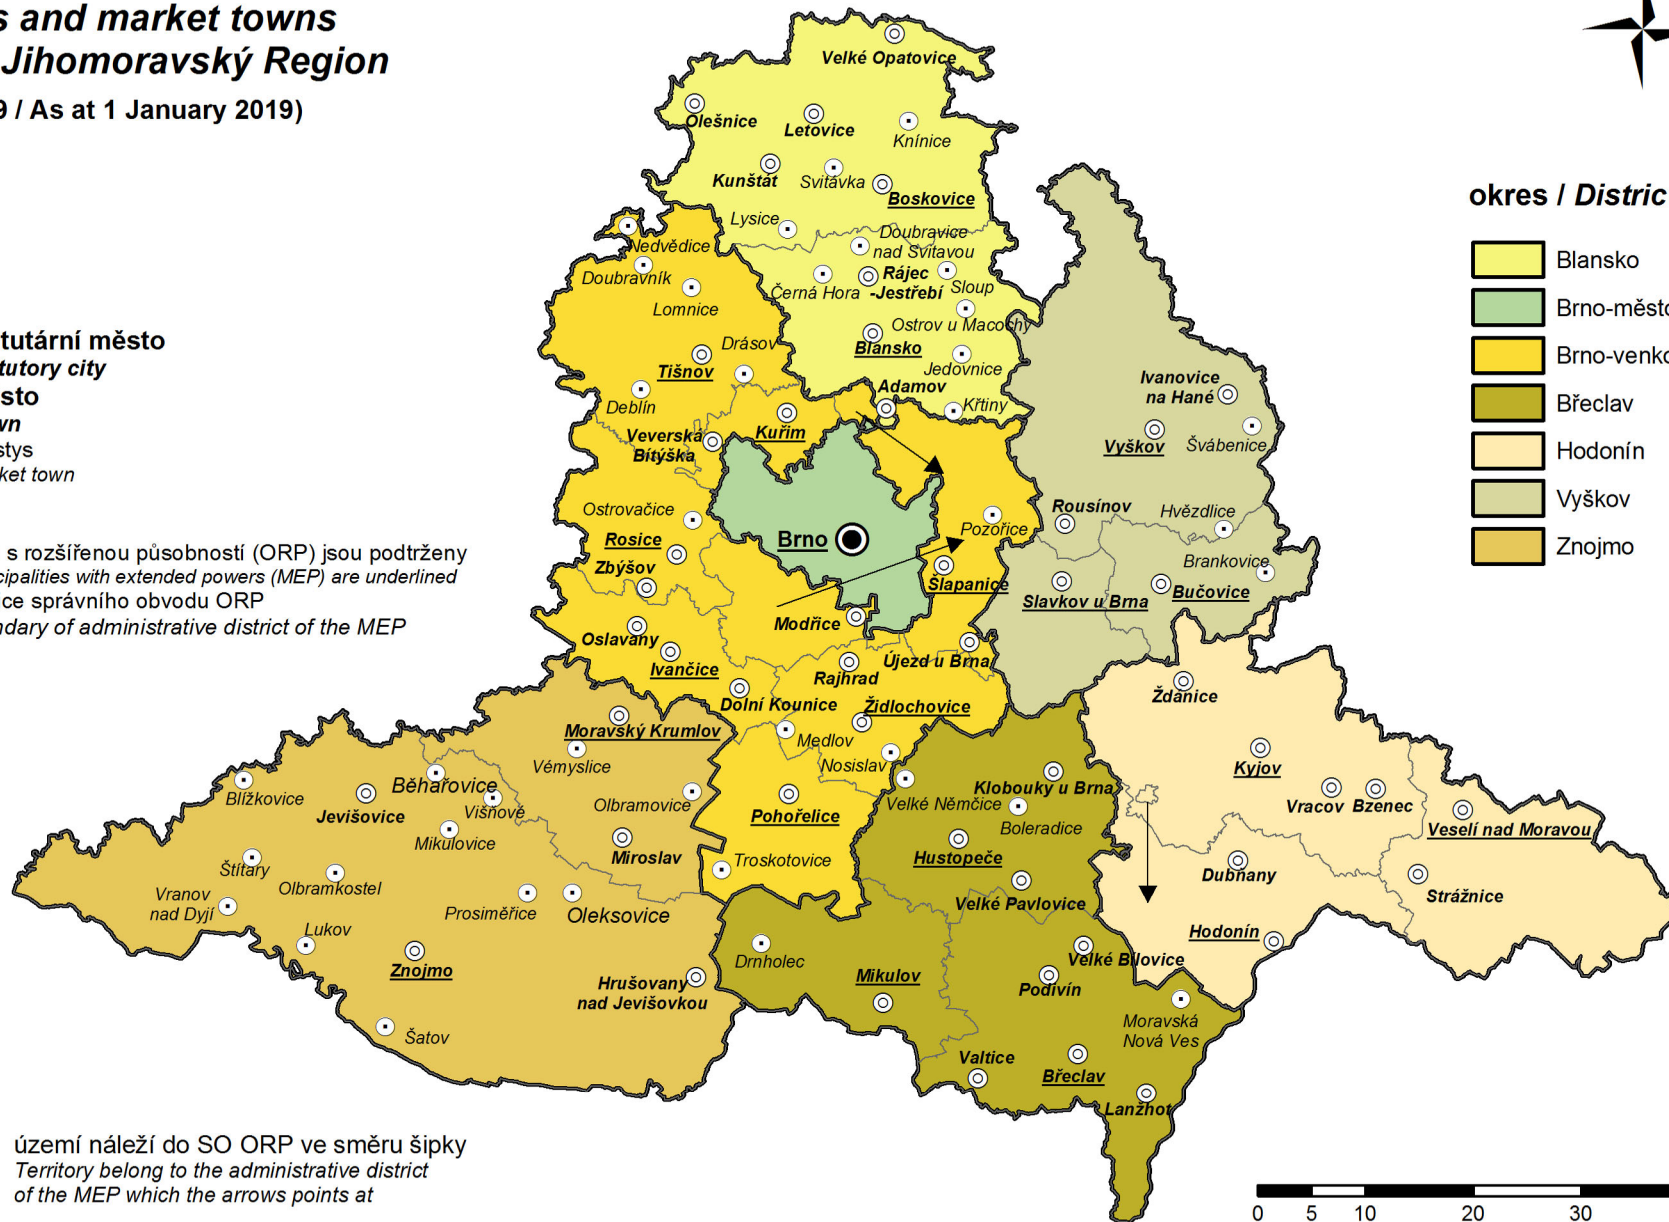 s and market towns
Jihomoravský Region
9 / As at 1 January 2019)
tutární město
tutory city
sto
wn
stys
ket town
s rozšířenou působností (ORP) jsou podtrženy
cipalities with extended powers (MEP) are underlined
ice správního obvodu ORP
ndary of administrative district of the MEP
okres / Distric
Blansko
Brno-město
Brno-venko
Břeclav
Hodonín
Vyškov
Znojmo
Velké Opatovice
Olešnice
Letovice
Knínice
Kunštát
Svitávka
Boskovice
Lysice
Doubravice
nad Svitavou
Rájec
-Jestřebí
Sloup
Černá Hora
Ostrov u Macochy
Blansko
Jedovnice
Adamov
Křtiny
Nedvědice
Doubravník
Lomnice
Drásov
Tišnov
Deblín
Kuřim
Veverská
Bítýška
Ostrovačice
Rosice
Zbýšov
Brno
Pozořice
Šlapanice
Modřice
Oslavany
Ivančice
Rajhrad
Újezd u Brna
Dolní Kounice
Židlochovice
Medlov
Nosislav
Pohořelice
Troskotovice
Ivanovice
na Hané
Vyškov
Švábenice
Rousínov
Hvězdlice
Brankovice
Slavkov u Brna
Bučovice
Ždánice
Kyjov
Vracov
Bzenec
Veselí nad Moravou
Dubňany
Strážnice
Hodonín
Moravský Krumlov
Vémyslice
Běhařovice
Blížkovice
Jevišovice
Višňové
Olbramovice
Mikulovice
Miroslav
Štítary
Olbramkostel
Vranov
nad Dyjí
Prosiměřice
Oleksovice
Lukov
Znojmo
Hrušovany
nad Jevišovkou
Šatov
Klobouky u Brna
Velké Němčice
Boleradice
Hustopeče
Velké Pavlovice
Drnholec
Mikulov
Velké Bílovice
Podivín
Moravská
Nová Ves
Valtice
Břeclav
Lanžhot
území náleží do SO ORP ve směru šipky
Territory belong to the administrative district
of the MEP which the arrows points at
0 5 10 20 30